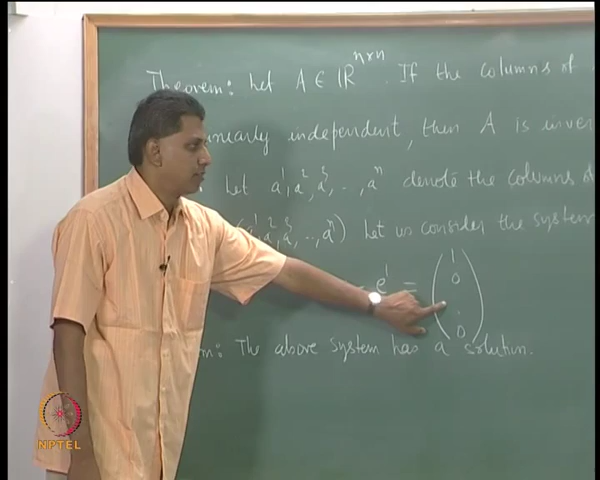 Theorem: Let A ∈ ℝⁿˣⁿ. If the columns of
linearly independent, then A is inver
Let a¹, a², a³, .., aⁿ denote the columns of
(a¹, a², a³, .., aⁿ) Let us consider the system
e¹ = (1 0 . 0)
m: The above system has a solution.
NPTEL